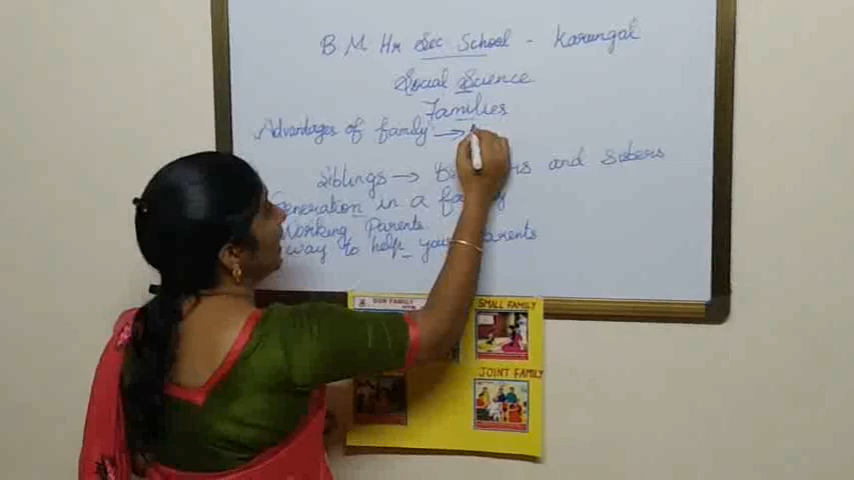 B M Hr Sec School - Karungal
Social Science
Families
Advantages of family →
Siblings → and Sisters
Generation in a
Working Parents
way to help
OUR FAMILY
SMALL FAMILY
JOINT FAMILY